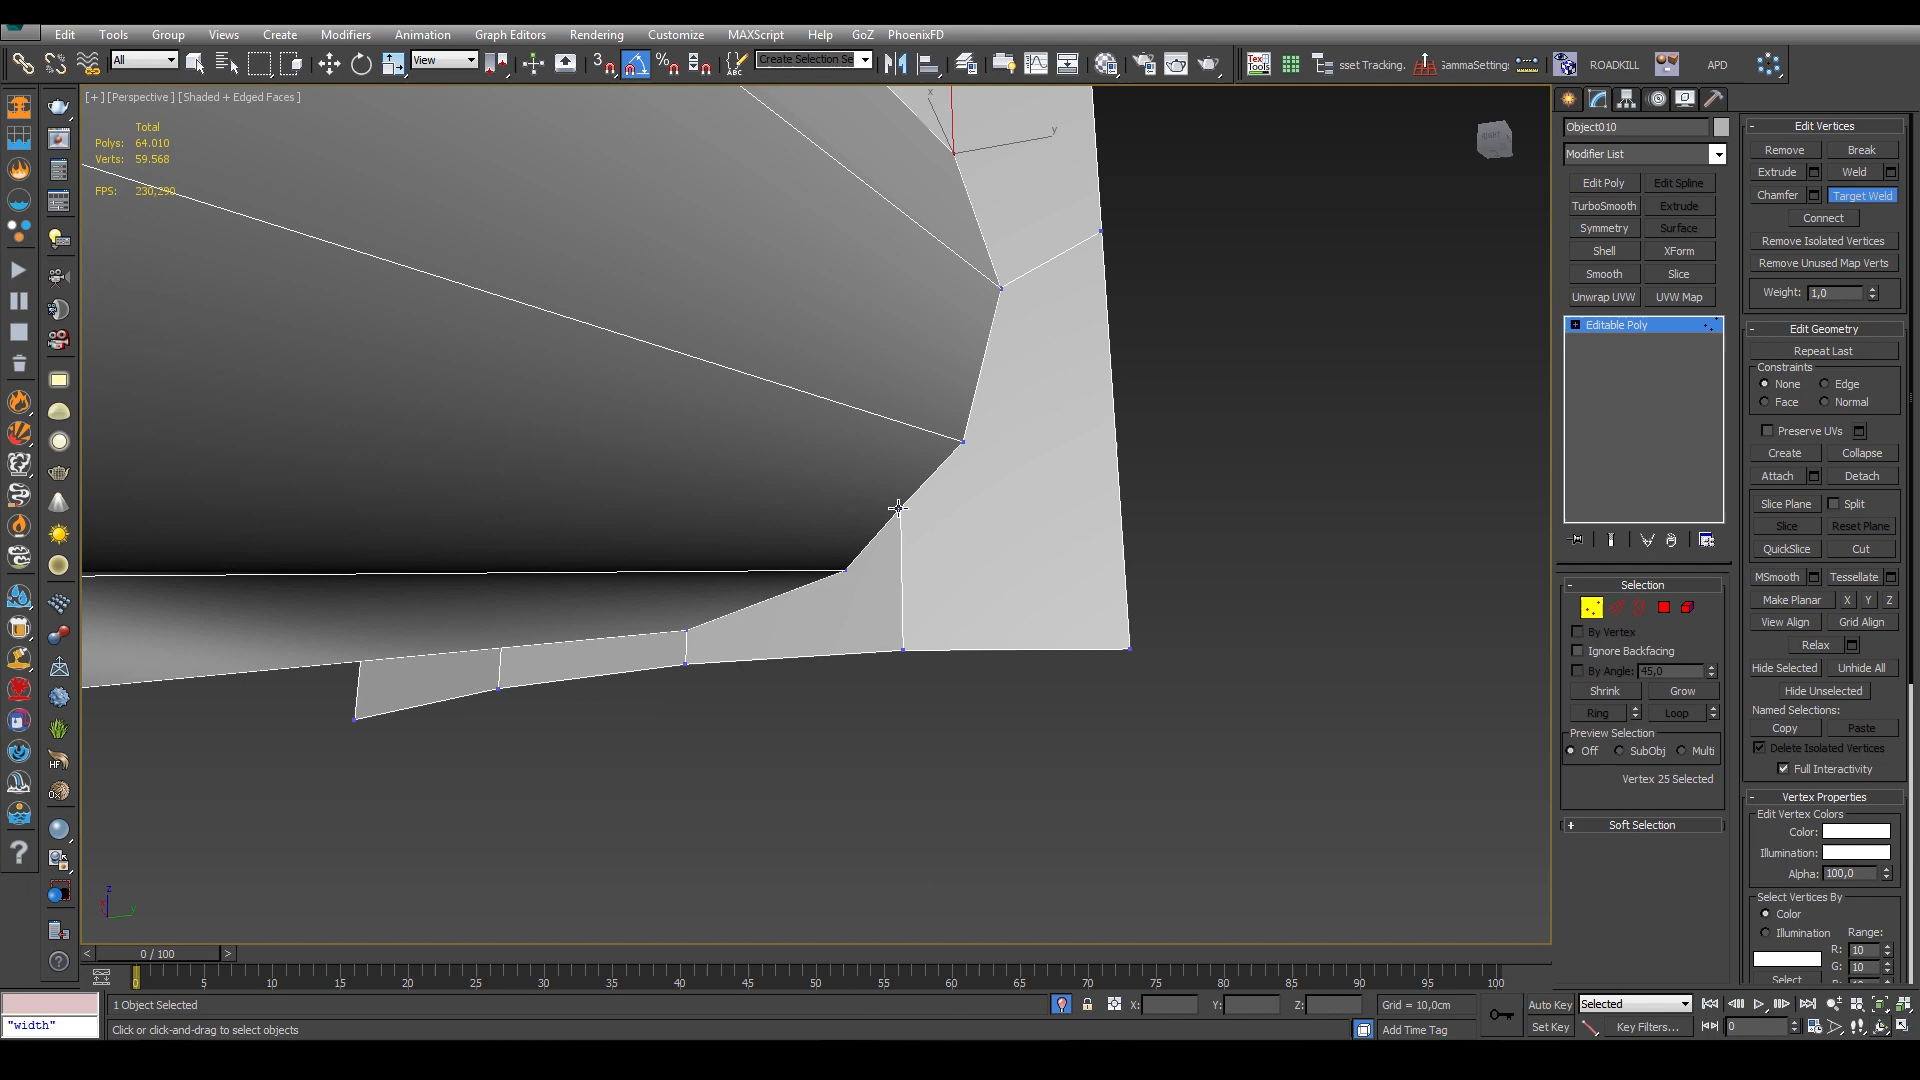 Edit Tools Group Views Create Modifiers Animation Graph Editors Rendering Customize MAXScript Help GoZ PhoenixFD
All View Create Selection Se sset Tracking. GammaSetting: ROADKILL APD
[+] [Perspective] [Shaded + Edged Faces]
Total
Polys: 64.010
Verts: 59.568
FPS: 230,290
x
y
Object010
Modifier List
Edit Poly Edit Spline
TurboSmooth Extrude
Symmetry Surface
Shell XForm
Smooth Slice
Unwrap UVW UVW Map
Editable Poly
- Selection
By Vertex
Ignore Backfacing
By Angle: 45,0
Shrink Grow
Ring Loop
Preview Selection
Off SubObj Multi
Vertex 25 Selected
+ Soft Selection
- Edit Vertices
Remove Break
Extrude Weld
Chamfer Target Weld
Connect
Remove Isolated Vertices
Remove Unused Map Verts
Weight: 1,0
- Edit Geometry
Repeat Last
Constraints
None Edge
Face Normal
Preserve UVs
Create Collapse
Attach Detach
Slice Plane Split
Slice Reset Plane
QuickSlice Cut
MSmooth Tessellate
Make Planar X Y Z
View Align Grid Align
Relax
Hide Selected Unhide All
Hide Unselected
Named Selections:
Copy Paste
Delete Isolated Vertices
Full Interactivity
- Vertex Properties
Edit Vertex Colors
Color:
Illumination:
Alpha: 100,0
Select Vertices By
Color
Illumination Range:
R: 10
G: 10
Select
HF
z
y
< 0 / 100 >
0 5 10 15 20 25 30 35 40 45 50 55 60 65 70 75 80 85 90 95 100
1 Object Selected X: Y: Z: Grid = 10,0cm Auto Key Selected
"width" Click or click-and-drag to select objects Add Time Tag Set Key Key Filters... 0